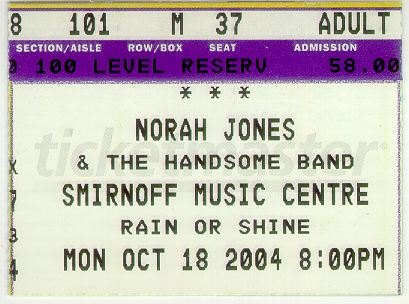 8 101 M 37 ADULT
SECTION/AISLE ROW/BOX SEAT ADMISSION
100 LEVEL RESERV 58.00
* * *
NORAH JONES
ticketmaster
& THE HANDSOME BAND
SMIRNOFF MUSIC CENTRE
RAIN OR SHINE
MON OCT 18 2004 8:00PM